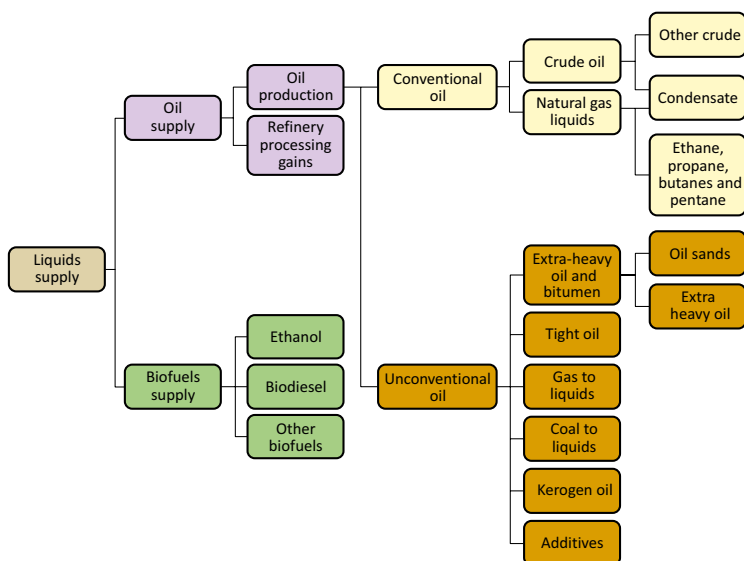 Liquids
supply
Oil
supply
Biofuels
supply
Oil
production
Refinery
processing
gains
Ethanol
Biodiesel
Other
biofuels
Conventional
oil
Unconventional
oil
Crude oil
Natural gas
liquids
Other crude
Condensate
Ethane,
propane,
butanes and
pentane
Extra-heavy
oil and
bitumen
Tight oil
Gas to
liquids
Coal to
liquids
Kerogen oil
Additives
Oil sands
Extra
heavy oil